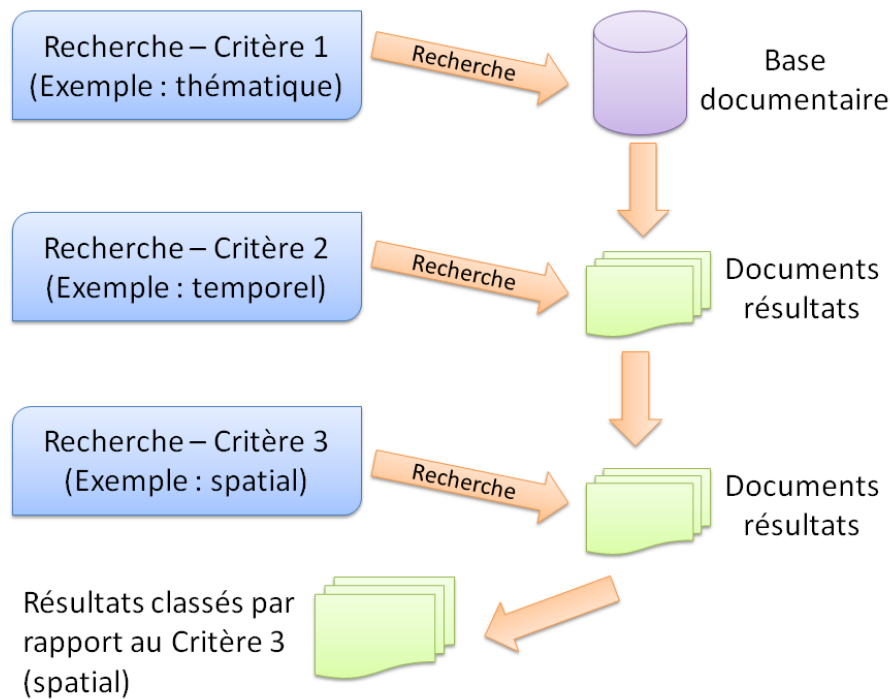 Recherche – Critère 1
(Exemple : thématique)
Recherche
Base
documentaire
Recherche – Critère 2
(Exemple : temporel)
Recherche
Documents
résultats
Recherche – Critère 3
(Exemple : spatial)
Recherche
Documents
résultats
Résultats classés par
rapport au Critère 3
(spatial)